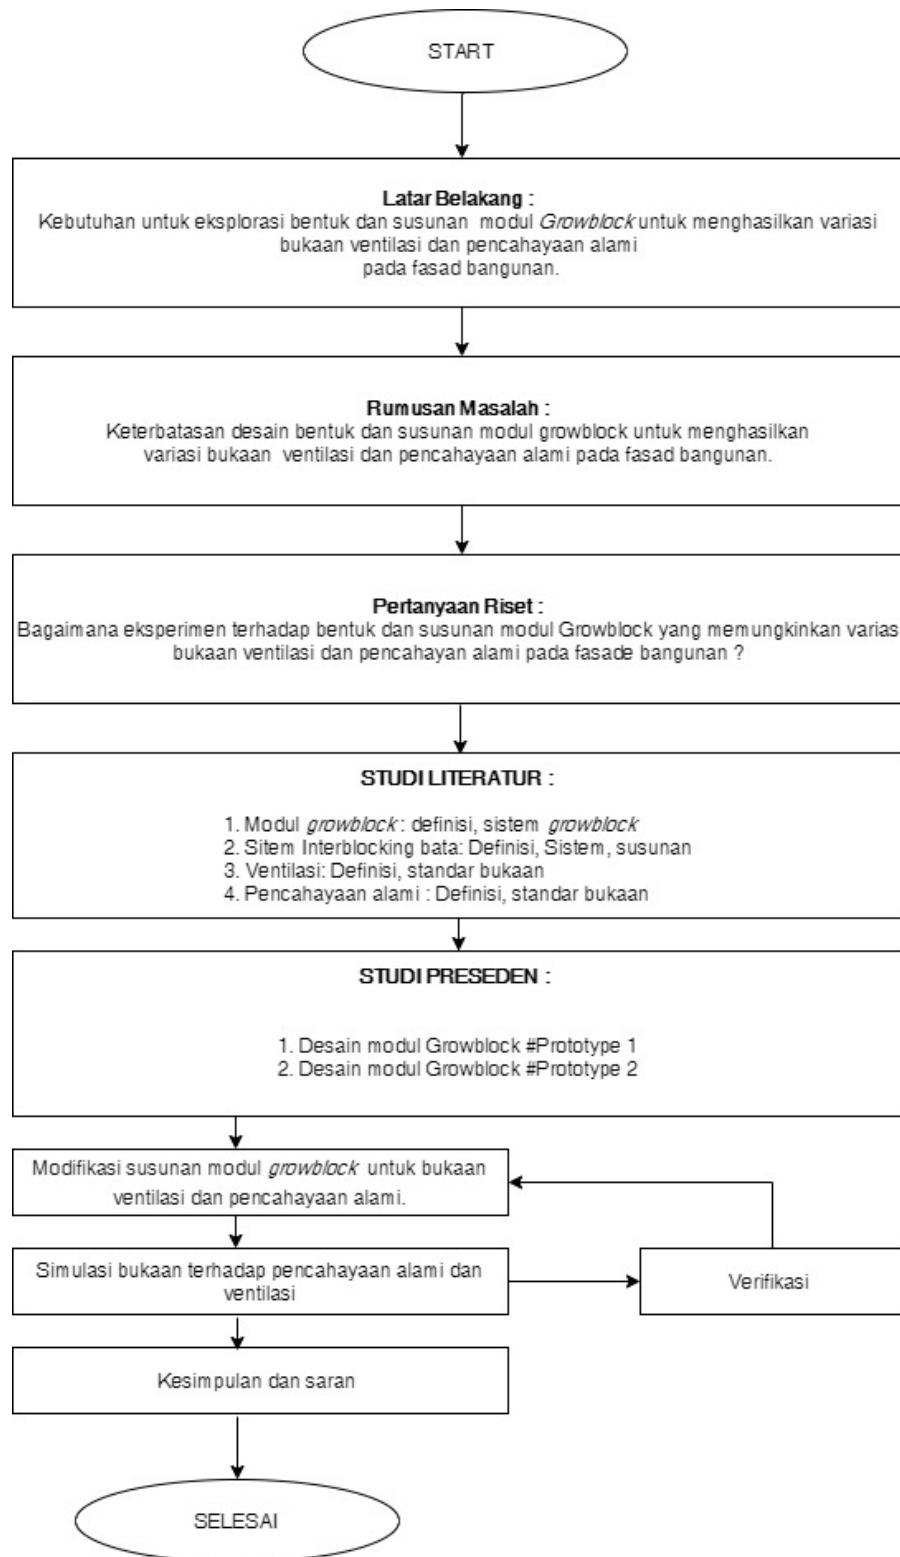 START
Latar Belakang :
Kebutuhan untuk eksplorasi bentuk dan susunan modul Growblock untuk menghasilkan variasi
bukaan ventilasi dan pencahayaan alami
pada fasad bangunan.
Rumusan Masalah :
Keterbatasan desain bentuk dan susunan modul growblock untuk menghasilkan
variasi bukaan ventilasi dan pencahayaan alami pada fasad bangunan.
Pertanyaan Riset :
Bagaimana eksperimen terhadap bentuk dan susunan modul Growblock yang memungkinkan varias
bukaan ventilasi dan pencahayan alami pada fasade bangunan ?
STUDI LITERATUR :
1. Modul growblock : definisi, sistem growblock
2. Sitem Interblocking bata: Definisi, Sistem, susunan
3. Ventilasi: Definisi, standar bukaan
4. Pencahayaan alami : Definisi, standar bukaan
STUDI PRESEDEN :
1. Desain modul Growblock #Prototype 1
2. Desain modul Growblock #Prototype 2
Modifikasi susunan modul growblock untuk bukaan
ventilasi dan pencahayaan alami.
Simulasi bukaan terhadap pencahayaan alami dan
ventilasi
Verifikasi
Kesimpulan dan saran
SELESAI